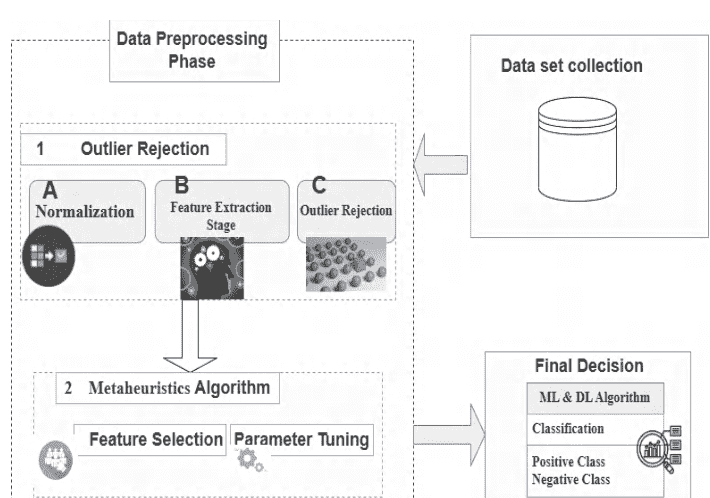 Data Preprocessing
Phase
Data set collection
1 Outlier Rejection
A
Normalization
B
Feature Extraction
Stage
C
Outlier Rejection
2 Metaheuristics Algorithm
Feature Selection
Parameter Tuning
Final Decision
ML & DL Algorithm
Classification
Positive Class
Negative Class